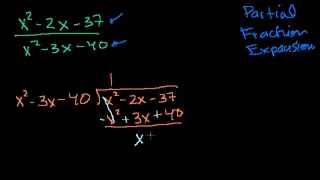 x² - 2x - 37
x² - 3x - 40
Partial
Fraction
Expansion
1
x² - 3x - 40 ) x² - 2x - 37
-x² + 3x + 40
x +